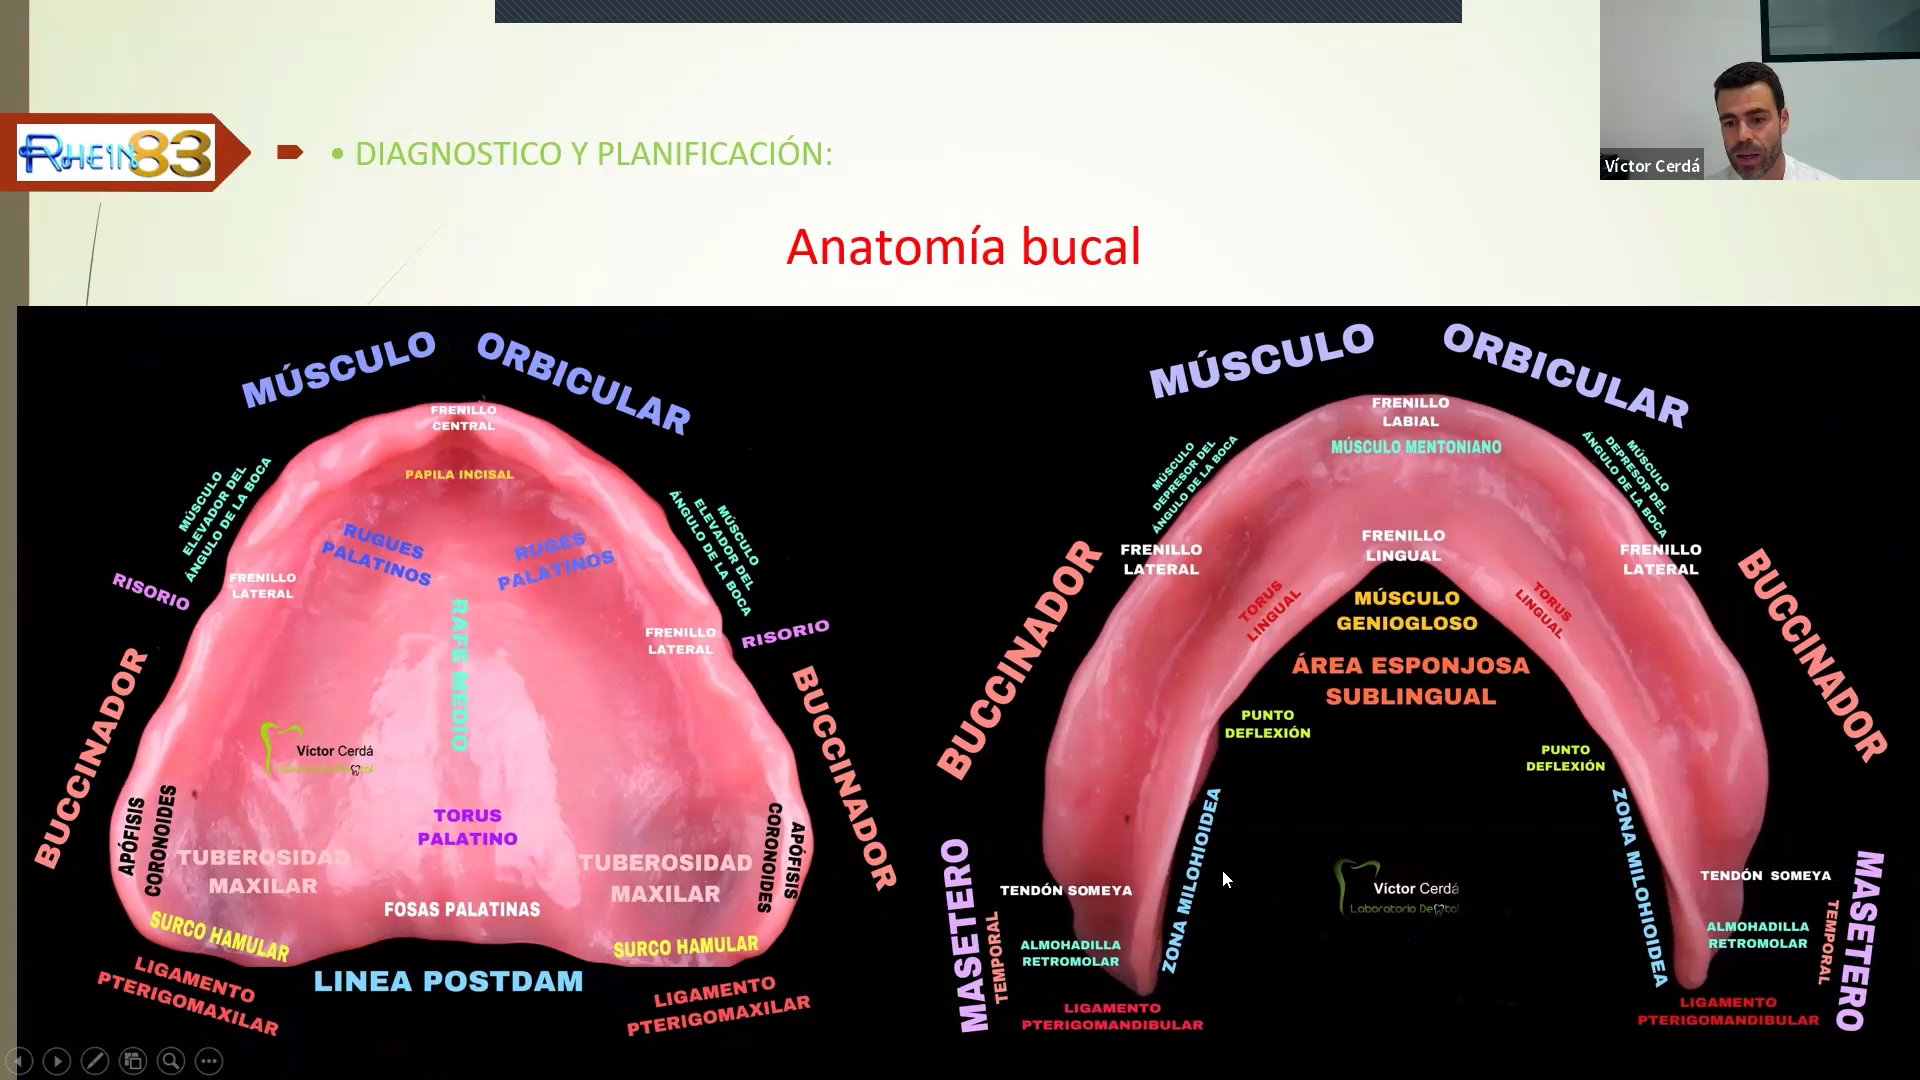 RHEIN83
• DIAGNOSTICO Y PLANIFICACIÓN:
Víctor Cerdá
Anatomía bucal
MÚSCULO ORBICULAR
FRENILLO
CENTRAL
PAPILA INCISAL
MÚSCULO
ELEVADOR DEL
ÁNGULO DE LA BOCA
MÚSCULO
ELEVADOR DEL
ÁNGULO DE LA BOCA
RUGUES
PALATINOS
RUGES
PALATINOS
RISORIO
FRENILLO
LATERAL
FRENILLO
LATERAL
RISORIO
RAFE MEDIO
BUCCINADOR
BUCCINADOR
Víctor Cerdá
APÓFISIS
CORONOIDES
APÓFISIS
CORONOIDES
TORUS
PALATINO
TUBEROSIDAD
MAXILAR
TUBEROSIDAD
MAXILAR
FOSAS PALATINAS
SURCO HAMULAR
SURCO HAMULAR
LIGAMENTO
PTERIGOMAXILAR
LINEA POSTDAM
LIGAMENTO
PTERIGOMAXILAR
MÚSCULO ORBICULAR
FRENILLO
LABIAL
MÚSCULO MENTONIANO
MÚSCULO
DEPRESOR DEL
ÁNGULO DE LA BOCA
MÚSCULO
DEPRESOR DEL
ÁNGULO DE LA BOCA
FRENILLO
LATERAL
FRENILLO
LINGUAL
FRENILLO
LATERAL
BUCCINADOR
BUCCINADOR
TORUS
LINGUAL
MÚSCULO
GENIOGLOSO
TORUS
LINGUAL
ÁREA ESPONJOSA
SUBLINGUAL
PUNTO
DEFLEXIÓN
PUNTO
DEFLEXIÓN
ZONA MILOHIOIDEA
ZONA MILOHIOIDEA
Víctor Cerdá
Laboratorio Dental
MASETERO
TEMPORAL
TENDÓN SOMEYA
ALMOHADILLA
RETROMOLAR
LIGAMENTO
PTERIGOMANDIBULAR
TENDÓN SOMEYA
ALMOHADILLA
RETROMOLAR
TEMPORAL
MASETERO
LIGAMENTO
PTERIGOMANDIBULAR